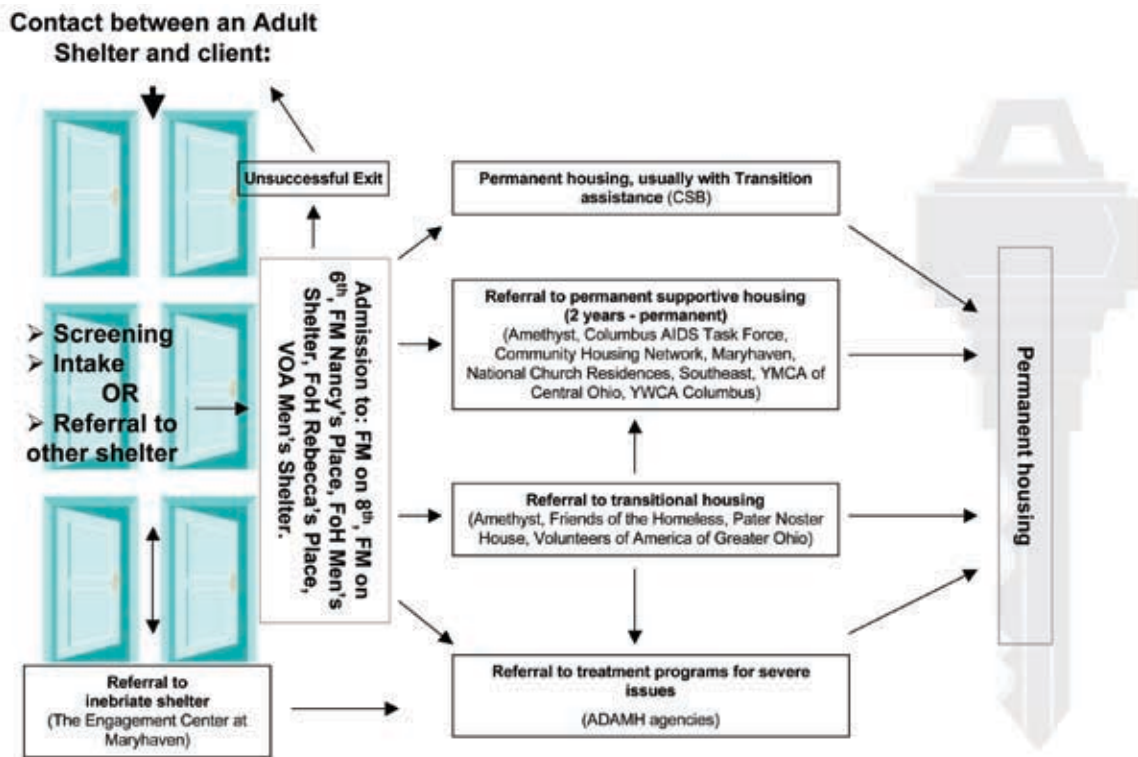 Contact between an Adult
Shelter and client:
Unsuccessful Exit
Permanent housing, usually with Transition
assistance (CSB)
➢ Screening
➢ Intake
OR
➢ Referral to
other shelter
Admission to: FM on 8th, FM on
6th, FM Nancy's Place, FoH Men's
Shelter, FoH Rebecca's Place,
VOA Men's Shelter.
Referral to permanent supportive housing
(2 years - permanent)
(Amethyst, Columbus AIDS Task Force,
Community Housing Network, Maryhaven,
National Church Residences, Southeast, YMCA of
Central Ohio, YWCA Columbus)
Referral to transitional housing
(Amethyst, Friends of the Homeless, Pater Noster
House, Volunteers of America of Greater Ohio)
Referral to
inebriate shelter
(The Engagement Center at
Maryhaven)
Referral to treatment programs for severe
issues
(ADAMH agencies)
Permanent housing